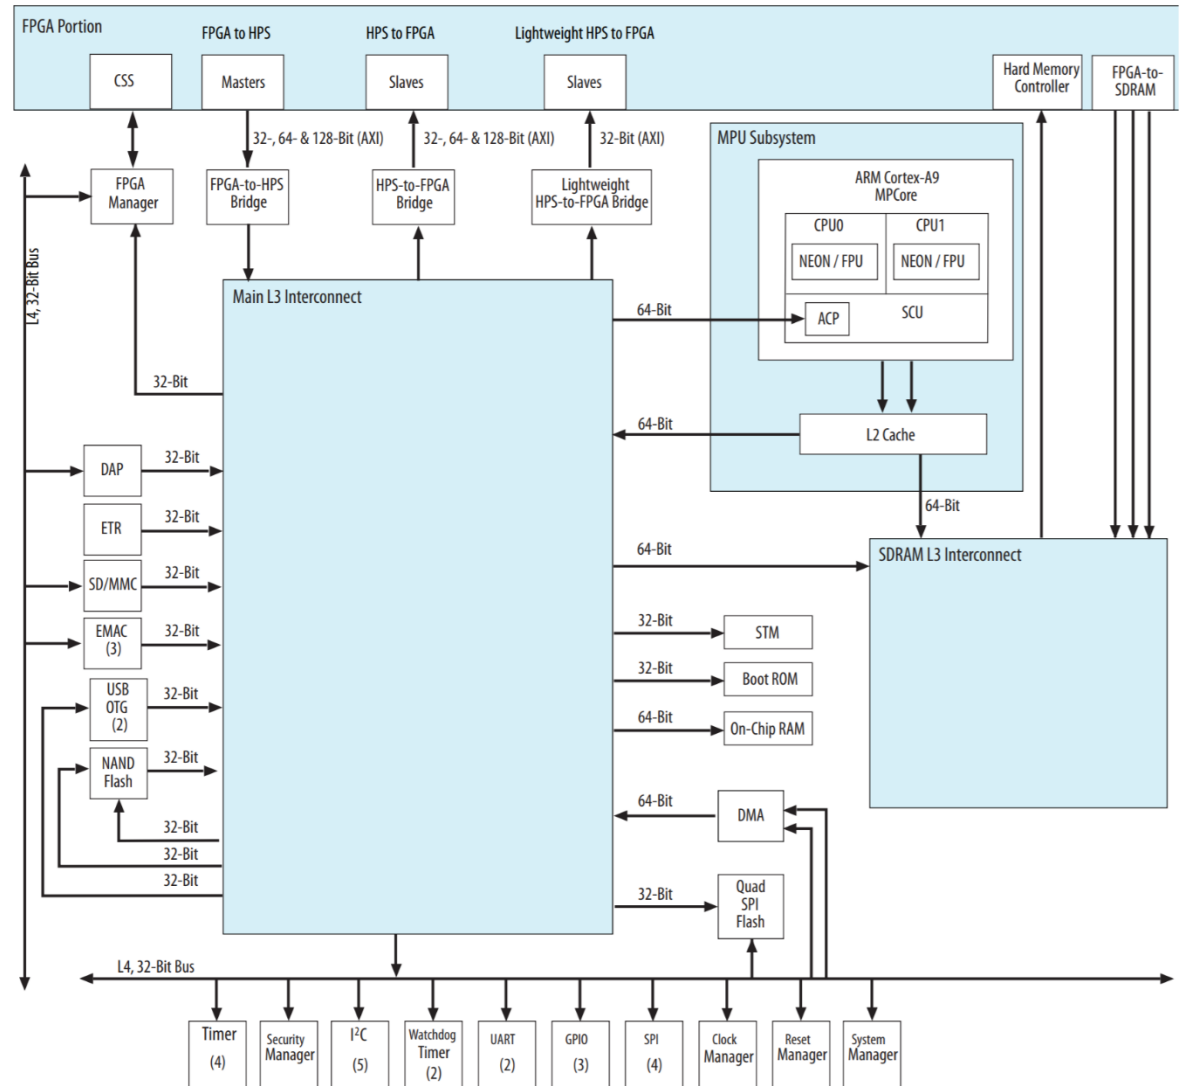 FPGA Portion
FPGA to HPS
HPS to FPGA
Lightweight HPS to FPGA
CSS
Masters
Slaves
Slaves
Hard Memory
Controller
FPGA-to-
SDRAM
32-, 64- & 128-Bit (AXI)
32-, 64- & 128-Bit (AXI)
32-Bit (AXI)
MPU Subsystem
FPGA
Manager
FPGA-to-HPS
Bridge
HPS-to-FPGA
Bridge
Lightweight
HPS-to-FPGA Bridge
ARM Cortex-A9
MPCore
CPU0
CPU1
NEON / FPU
NEON / FPU
ACP
SCU
L4, 32-Bit Bus
Main L3 Interconnect
64-Bit
32-Bit
64-Bit
L2 Cache
64-Bit
DAP
32-Bit
ETR
32-Bit
64-Bit
SDRAM L3 Interconnect
SD/MMC
32-Bit
EMAC
(3)
32-Bit
32-Bit
STM
USB
OTG
(2)
32-Bit
32-Bit
Boot ROM
64-Bit
On-Chip RAM
NAND
Flash
32-Bit
64-Bit
DMA
32-Bit
32-Bit
32-Bit
32-Bit
Quad
SPI
Flash
L4, 32-Bit Bus
Timer
(4)
Security
Manager
I²C
(5)
Watchdog
Timer
(2)
UART
(2)
GPIO
(3)
SPI
(4)
Clock
Manager
Reset
Manager
System
Manager